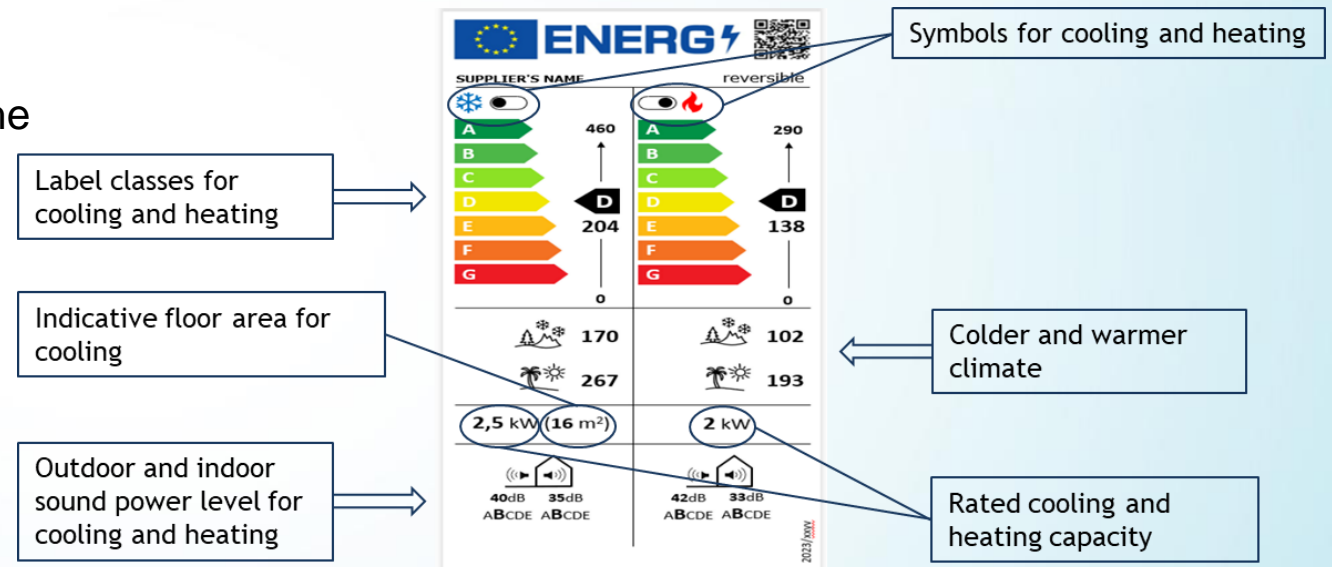 ne
Symbols for cooling and heating
Label classes for
cooling and heating
Indicative floor area for
cooling
Outdoor and indoor
sound power level for
cooling and heating
ENERG
SUPPLIER'S NAME reversible
A 460 A 290
B B
C C
D D D D
E 204 E 138
F F
G G
0 0
170 102
267 193
2,5 kW (16 m²) 2 kW
40dB 35dB 42dB 33dB
ABCDE ABCDE ABCDE ABCDE
2023/xxyy
Colder and warmer
climate
Rated cooling and
heating capacity